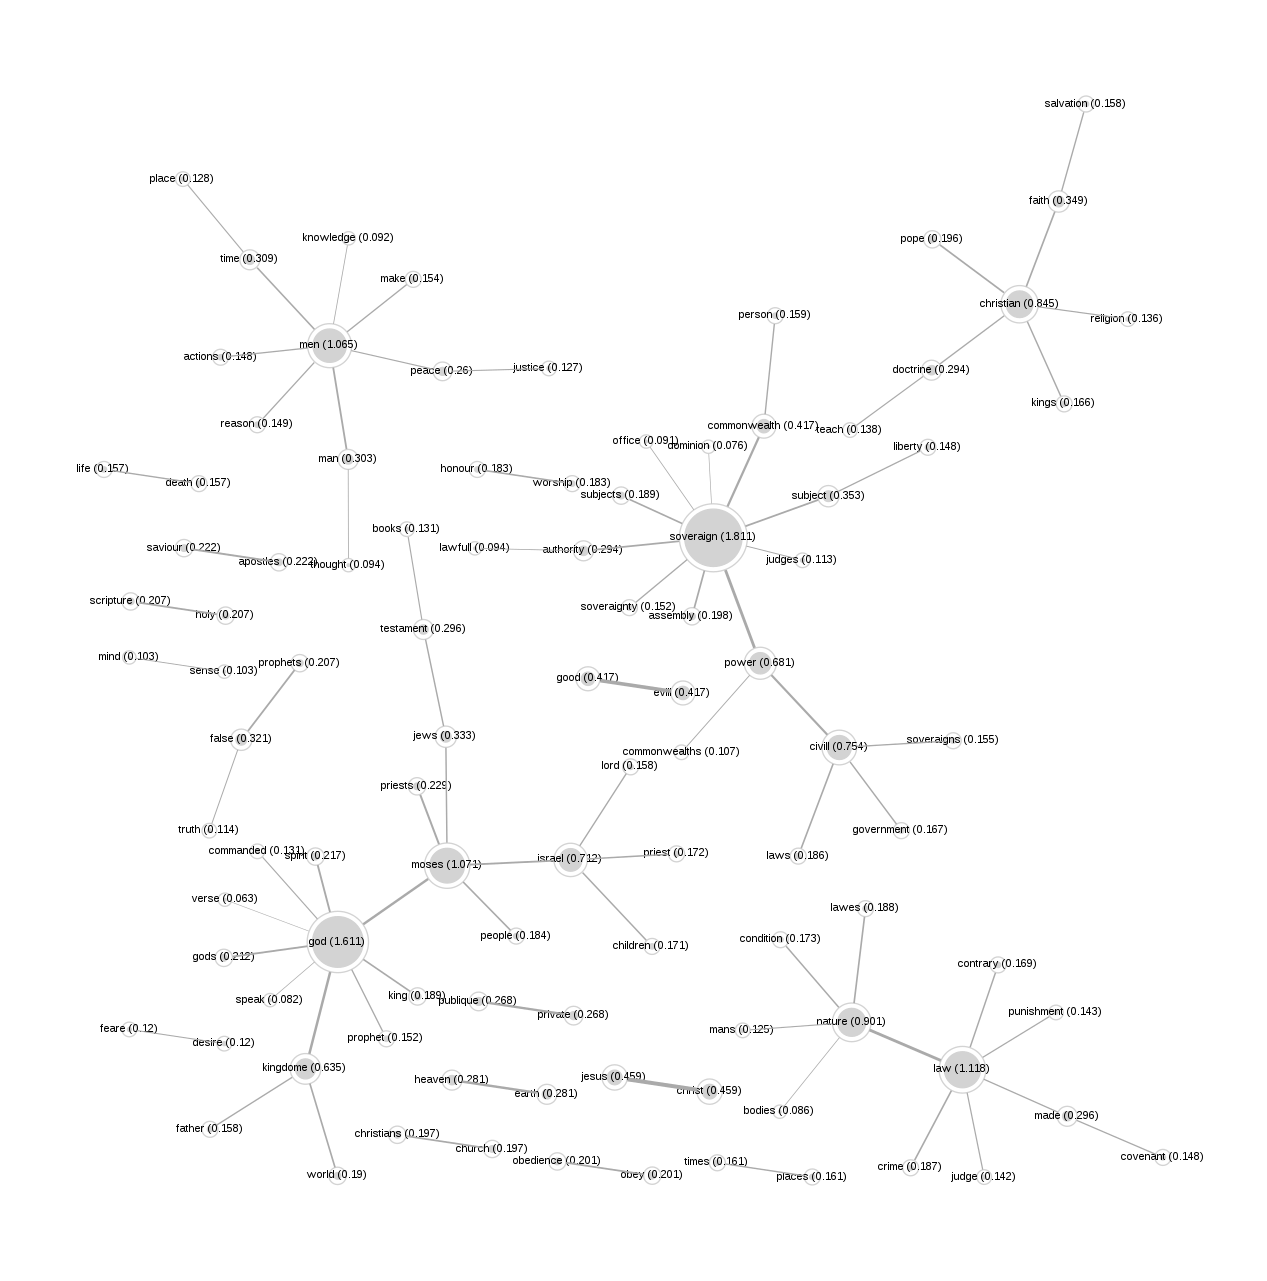 salvation (0.158)
place (0.128)
faith (0.349)
knowledge (0.092)
pope (0.196)
time (0.309)
make (0.154)
christian (0.845)
person (0.159)
religion (0.136)
men (1.065)
actions (0.148)
justice (0.127)
peace (0.26)
doctrine (0.294)
kings (0.166)
reason (0.149)
commonwealth (0.417)
teach (0.138)
office (0.091)
dominion (0.076)
liberty (0.148)
man (0.303)
life (0.157)
honour (0.183)
death (0.157)
worship (0.183)
subjects (0.189)
subject (0.353)
books (0.131)
soveraign (1.811)
saviour (0.222)
lawfull (0.094)
authority (0.294)
judges (0.113)
apostles (0.222)
thought (0.094)
scripture (0.207)
soveraignty (0.152)
holy (0.207)
assembly (0.198)
testament (0.296)
mind (0.103)
prophets (0.207)
power (0.681)
sense (0.103)
good (0.417)
evill (0.417)
jews (0.333)
false (0.321)
soveraigns (0.155)
civill (0.754)
commonwealths (0.107)
lord (0.158)
priests (0.229)
truth (0.114)
government (0.167)
commanded (0.131)
spirit (0.217)
priest (0.172)
laws (0.186)
israel (0.712)
moses (1.071)
verse (0.063)
lawes (0.188)
people (0.184)
condition (0.173)
god (1.611)
children (0.171)
gods (0.212)
contrary (0.169)
king (0.189)
speak (0.082)
publique (0.268)
punishment (0.143)
private (0.268)
nature (0.901)
feare (0.12)
mans (0.125)
prophet (0.152)
desire (0.12)
kingdome (0.635)
law (1.118)
jesus (0.459)
heaven (0.281)
christ (0.459)
earth (0.281)
bodies (0.086)
made (0.296)
father (0.158)
christians (0.197)
church (0.197)
covenant (0.148)
obedience (0.201)
times (0.161)
crime (0.187)
world (0.19)
obey (0.201)
places (0.161)
judge (0.142)